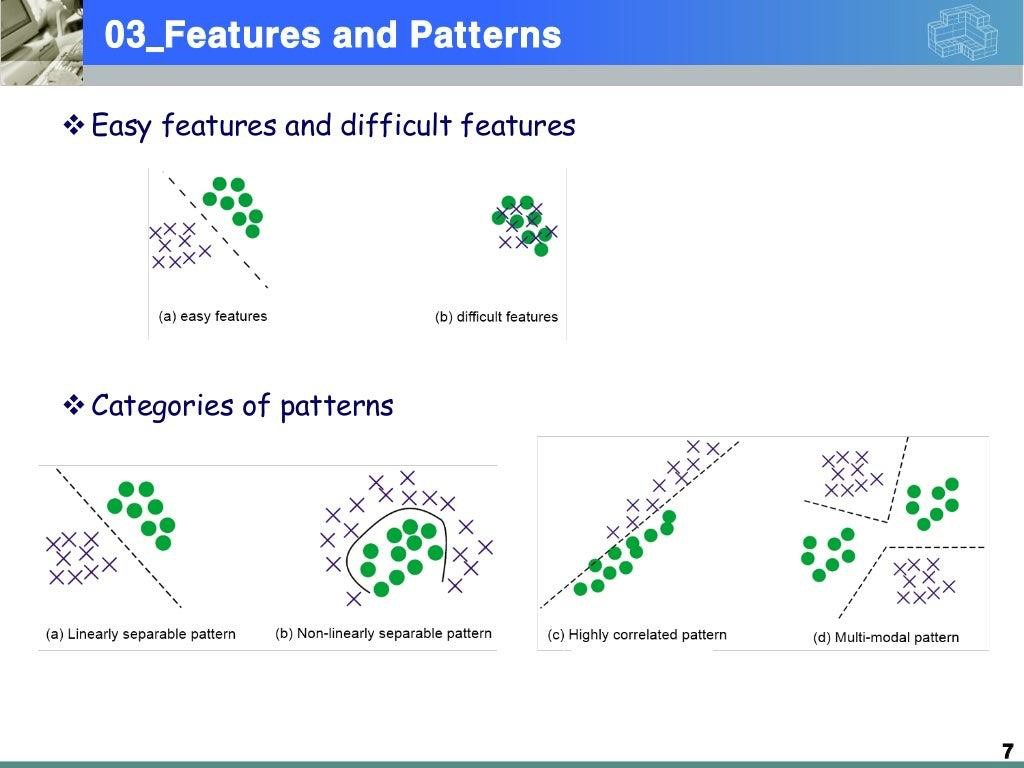 03_Features and Patterns
Easy features and difficult features
(a) easy features
(b) difficult features
Categories of patterns
(a) Linearly separable pattern
(b) Non-linearly separable pattern
(c) Highly correlated pattern
(d) Multi-modal pattern
7